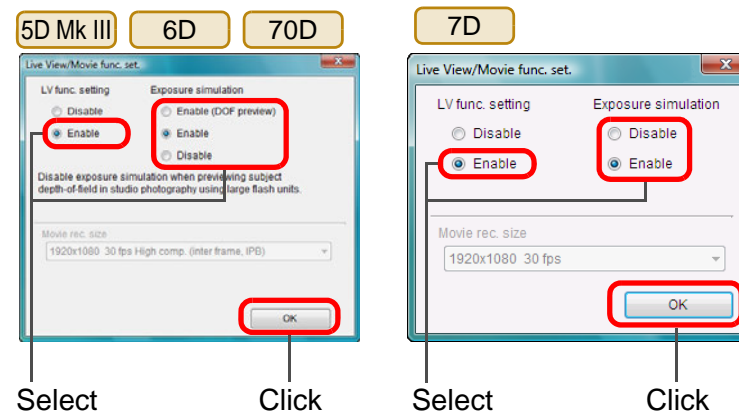 5D Mk III 6D 70D
Live View/Movie func. set.
LV func. setting Exposure simulation
Disable Enable (DOF preview)
Enable Enable
Disable
Disable exposure simulation when previewing subject
depth-of-field in studio photography using large flash units.
Movie rec. size
1920x1080 30 fps High comp. (inter frame, IPB)
OK
Select Click
7D
Live View/Movie func. set.
LV func. setting Exposure simulation
Disable Disable
Enable Enable
Movie rec. size
1920x1080 30 fps
OK
Select Click